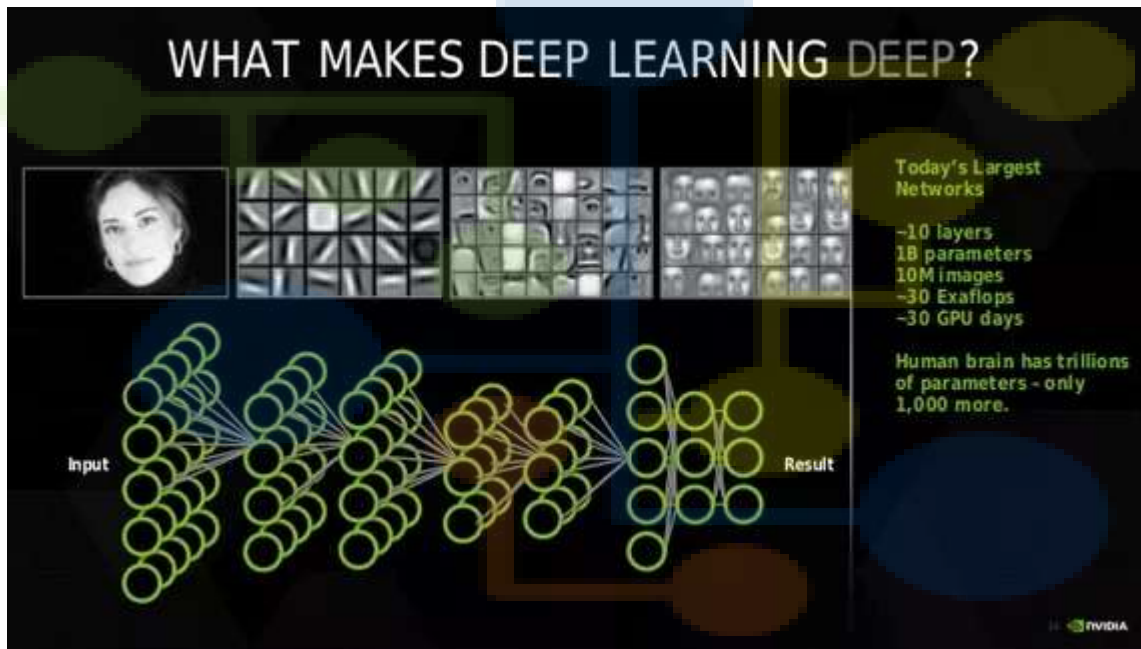 WHAT MAKES DEEP LEARNING DEEP?
Today's Largest
Networks
~10 layers
1B parameters
10M images
~30 Exaflops
~30 GPU days
Human brain has trillions
of parameters - only
1,000 more.
Input
Result
NVIDIA